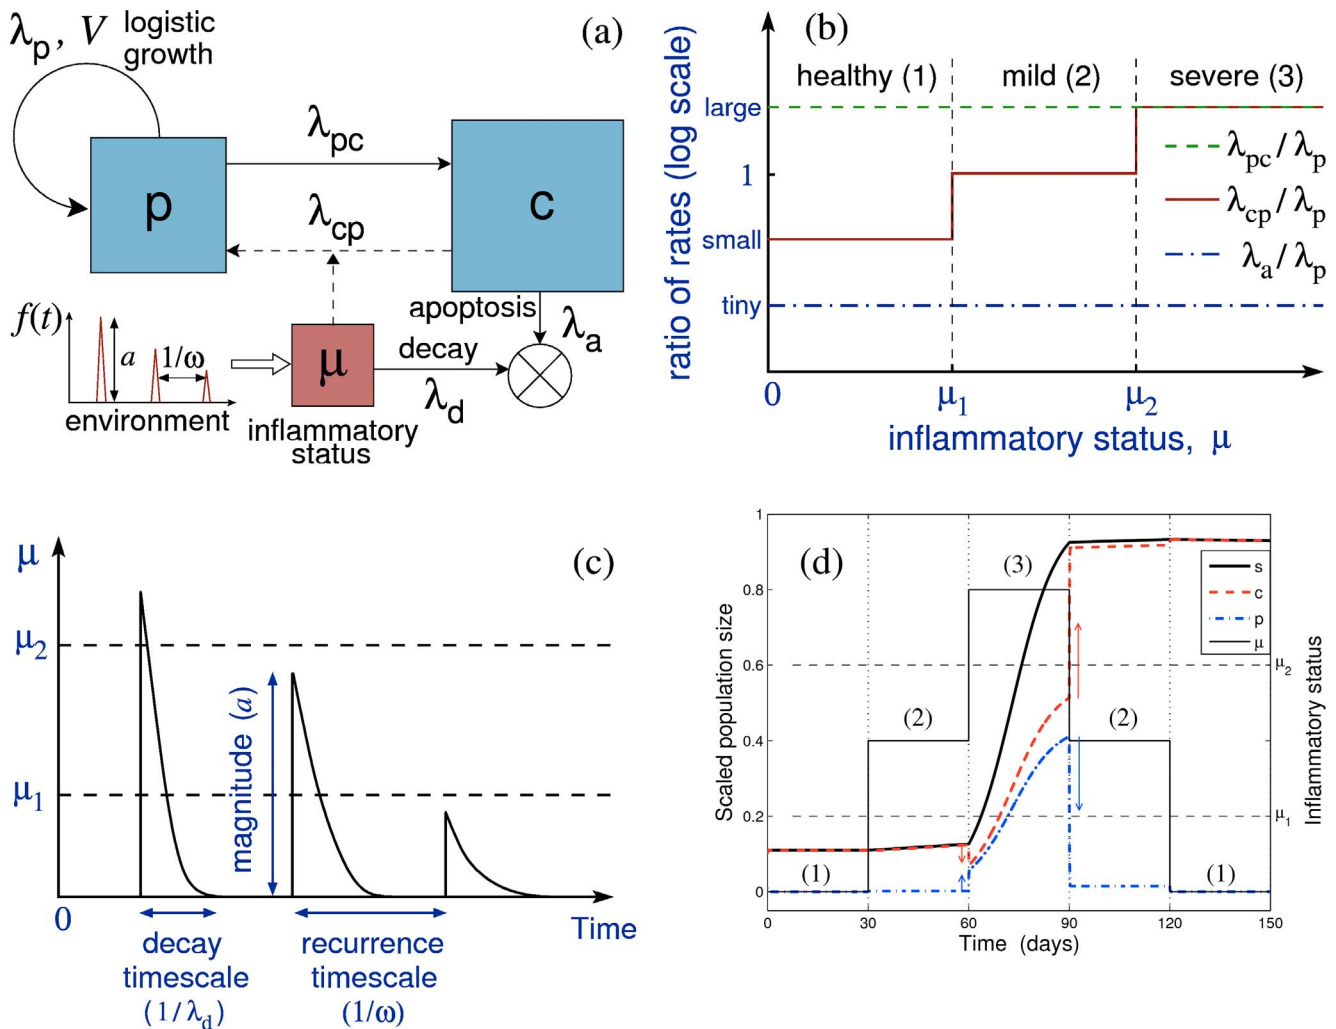 (a)
λp, V logistic
growth
λpc
p
c
λcp
apoptosis
λa
f(t)
a
1/ω
environment
μ
decay
λd
inflammatory
status
(b)
ratio of rates (log scale)
healthy (1)
mild (2)
severe (3)
large
1
small
tiny
λpc / λp
λcp / λp
λa / λp
0
μ1
μ2
inflammatory status, μ
(c)
μ
μ2
μ1
magnitude (a)
0
Time
decay
timescale
(1/λd)
recurrence
timescale
(1/ω)
(d)
Scaled population size
1
0.8
0.6
0.4
0.2
0
(1)
(2)
(3)
(2)
(1)
s
c
p
μ
μ2
μ1
Inflammatory status
0
30
60
90
120
150
Time (days)